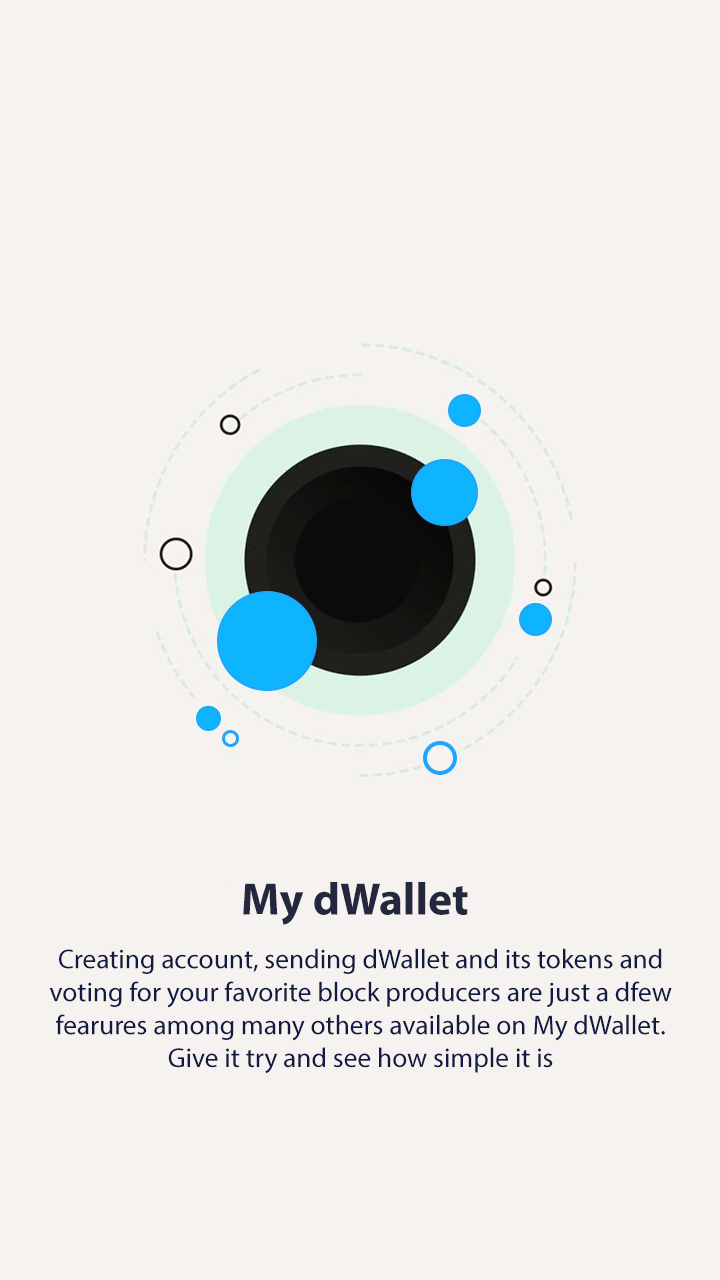 My dWallet
Creating account, sending dWallet and its tokens and
voting for your favorite block producers are just a dfew
fearures among many others available on My dWallet.
Give it try and see how simple it is